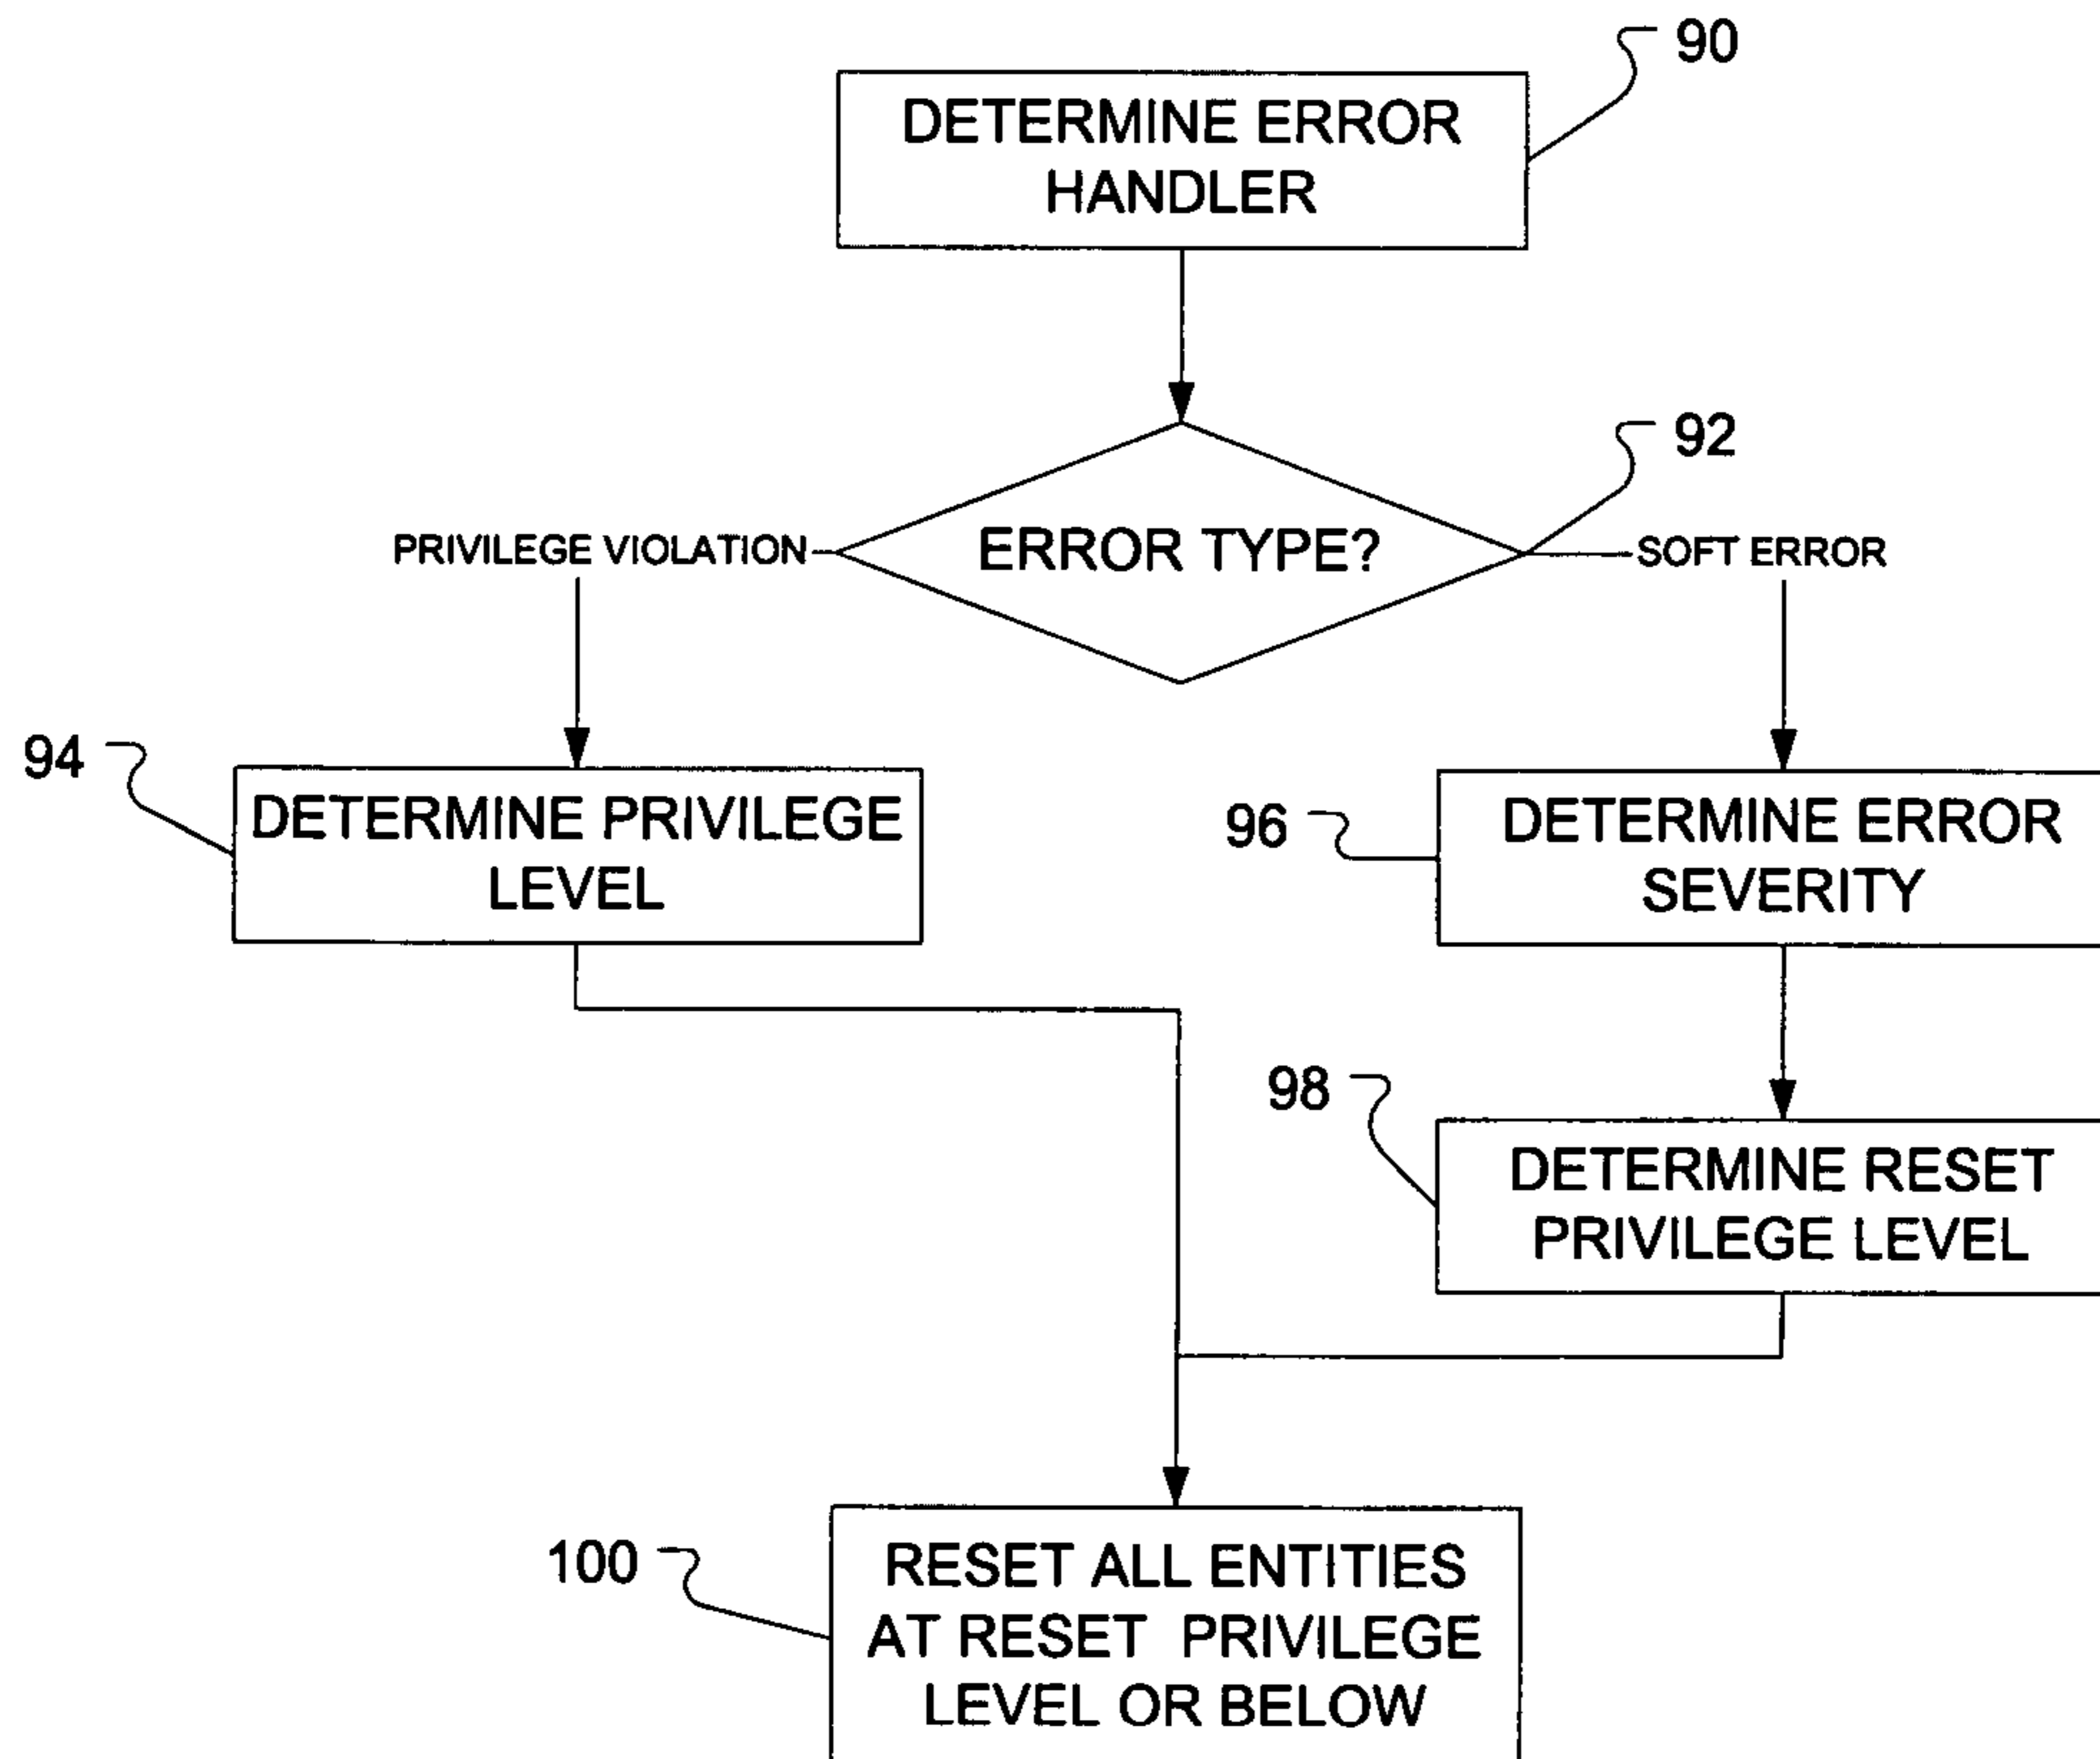 90
DETERMINE ERROR
HANDLER
92
PRIVILEGE VIOLATION
ERROR TYPE?
SOFT ERROR
94
DETERMINE PRIVILEGE
LEVEL
96
DETERMINE ERROR
SEVERITY
98
DETERMINE RESET
PRIVILEGE LEVEL
100
RESET ALL ENTITIES
AT RESET PRIVILEGE
LEVEL OR BELOW